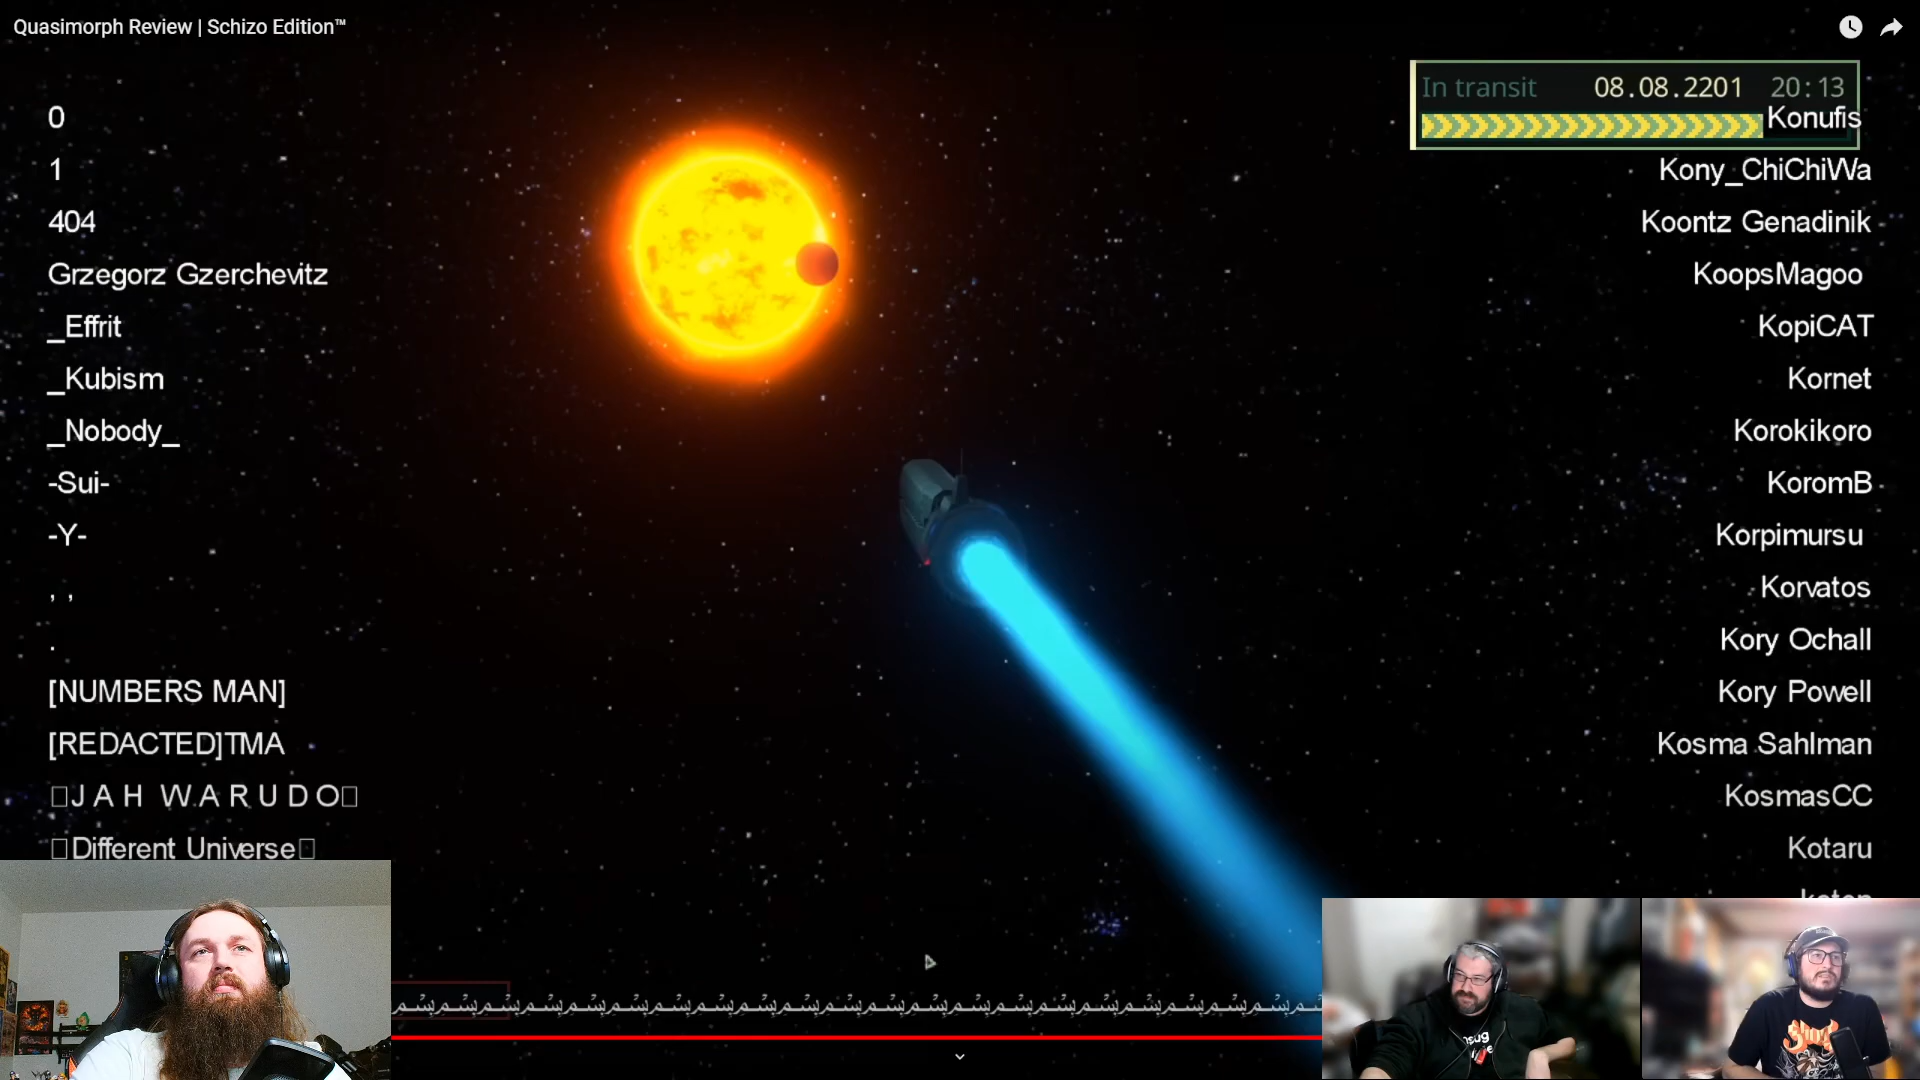 Quasimorph Review | Schizo Edition™
In transit 08.08.2201 20:13
0
1
404
Grzegorz Gzerchevitz
_Effrit
_Kubism
_Nobody_
-Sui-
-Y-
, ,
.
[NUMBERS MAN]
[REDACTED]TMA
□J A H W A R U D O□
□Different Universe□
Konufis
Kony_ChiChiWa
Koontz Genadinik
KoopsMagoo
KopiCAT
Kornet
Korokikoro
KoromB
Korpimursu
Korvatos
Kory Ochall
Kory Powell
Kosma Sahlman
KosmasCC
Kotaru
Ghost